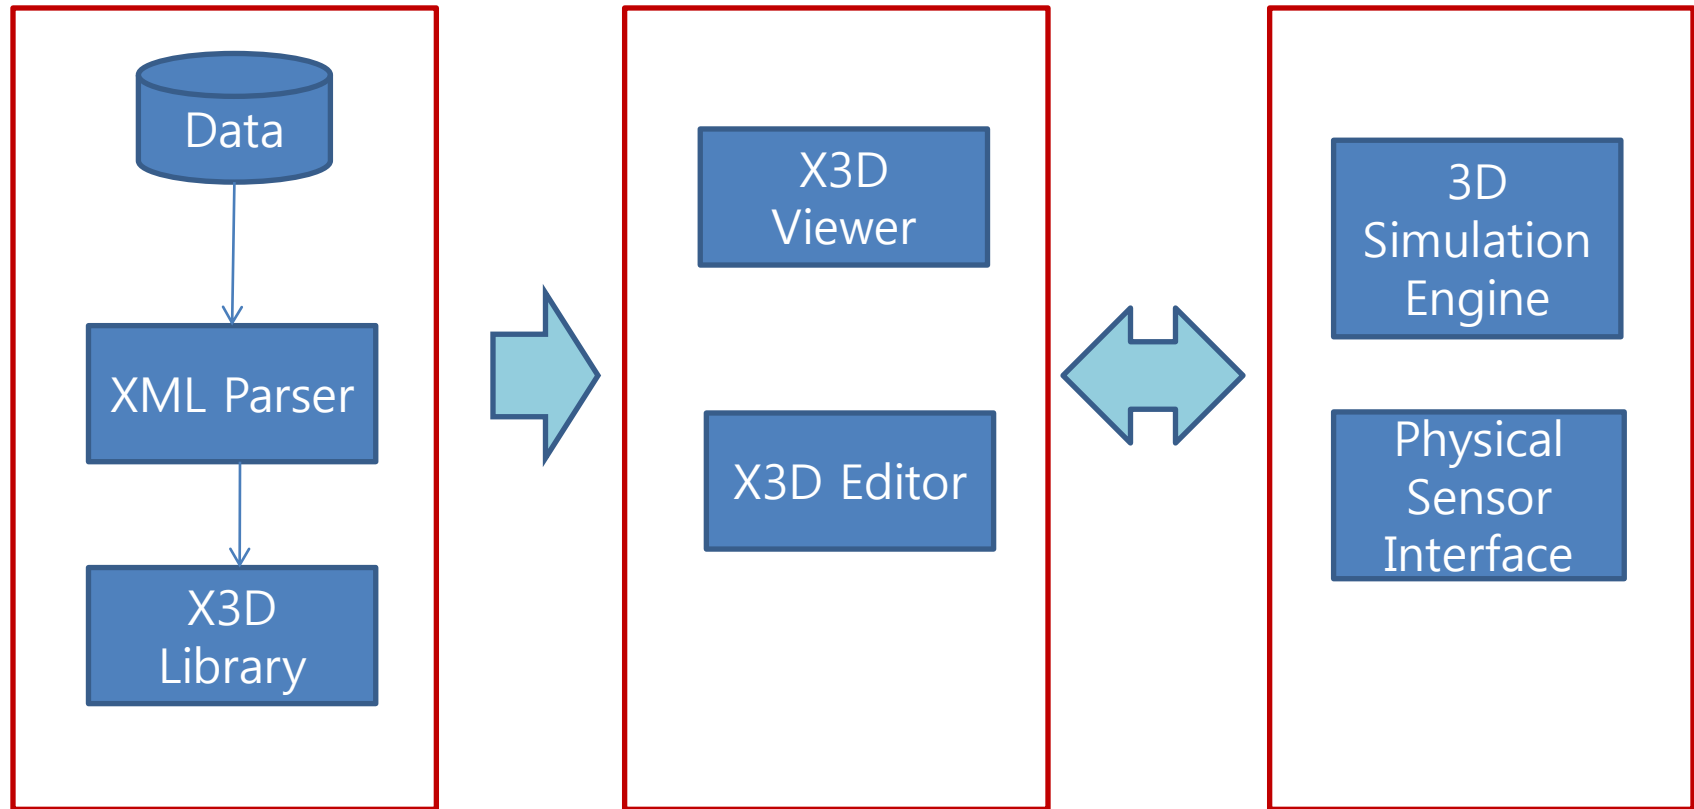 Data
XML Parser
X3D
Library
X3D
Viewer
X3D Editor
3D
Simulation
Engine
Physical
Sensor
Interface